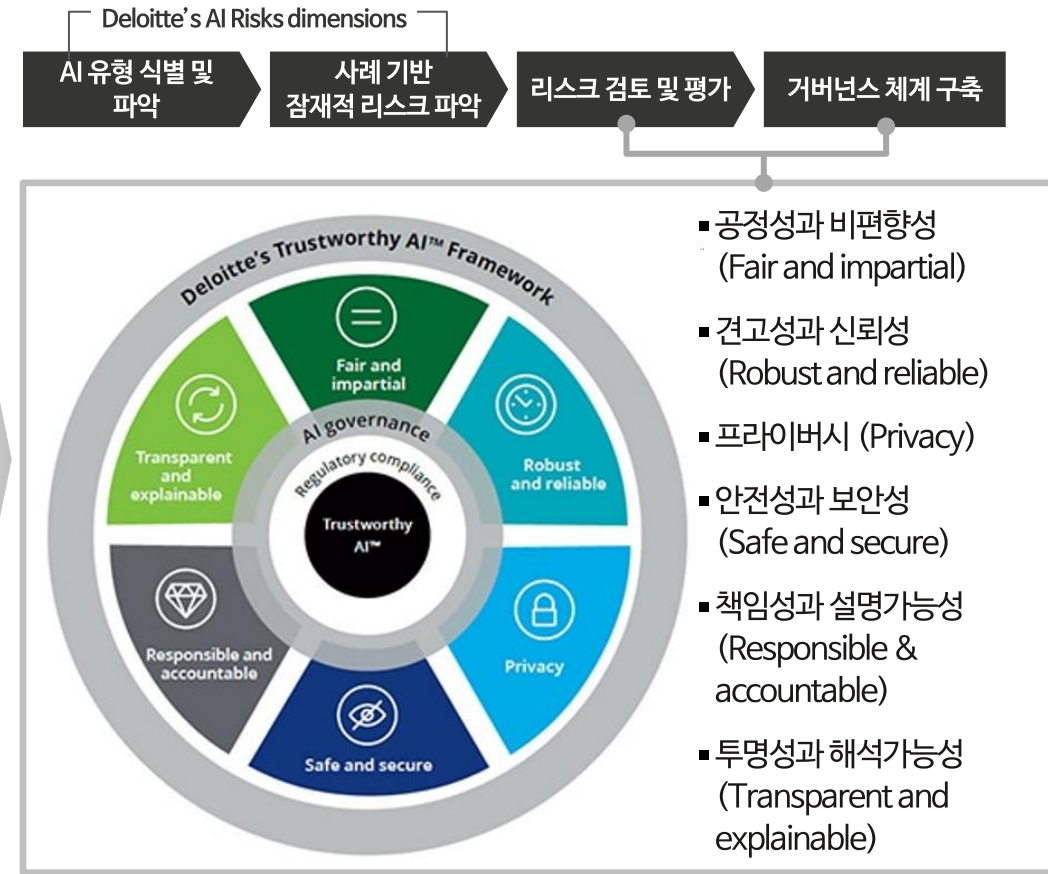 Deloitte's AI Risks dimensions
AI 유형 식별 및
파악
사례 기반
잠재적 리스크 파악
리스크 검토 및 평가
거버넌스 체계 구축
Deloitte's Trustworthy AI™ Framework
Fair and
impartial
Robust
and reliable
Privacy
Safe and secure
Responsible and
accountable
Transparent
and
explainable
AI governance
Regulatory compliance
Trustworthy
AI™
▪ 공정성과 비편향성
(Fair and impartial)
▪ 견고성과 신뢰성
(Robust and reliable)
▪ 프라이버시 (Privacy)
▪ 안전성과 보안성
(Safe and secure)
▪ 책임성과 설명가능성
(Responsible &
accountable)
▪ 투명성과 해석가능성
(Transparent and
explainable)